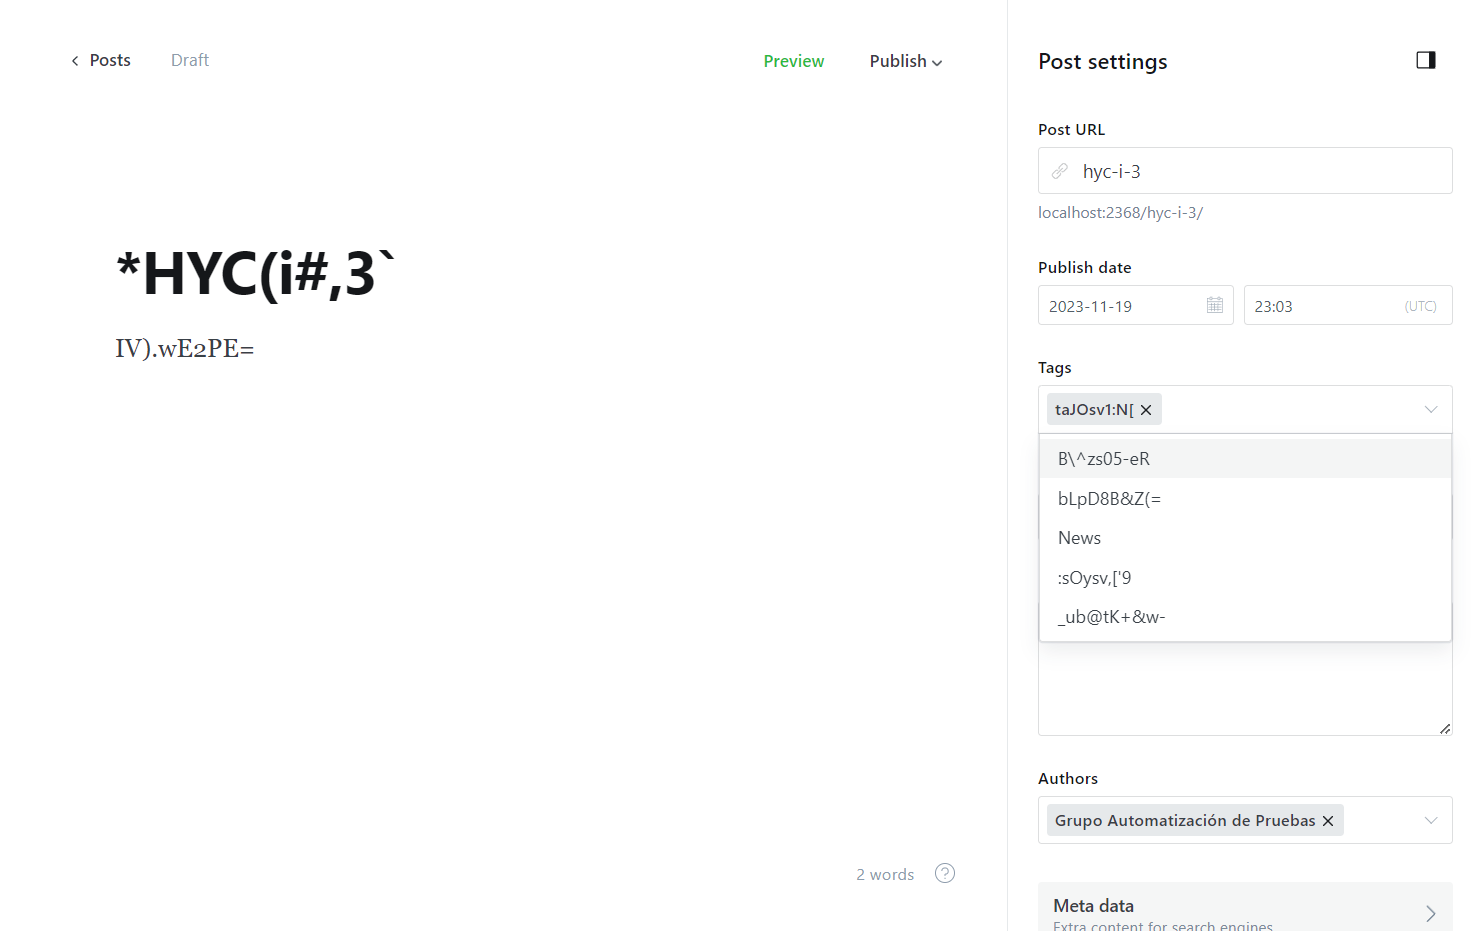 Posts
Draft
Preview
Publish
*HYC(i#,3`
IV).wE2PE=
2 words
?
Post settings
Post URL
hyc-i-3
localhost:2368/hyc-i-3/
Publish date
2023-11-19
23:03
(UTC)
Tags
taJOsv1:N[
B\^zs05-eR
bLpD8B&Z(=
News
:sOysv,['9
_ub@tK+&w-
Authors
Grupo Automatización de Pruebas
Meta data
Extra content for search engines